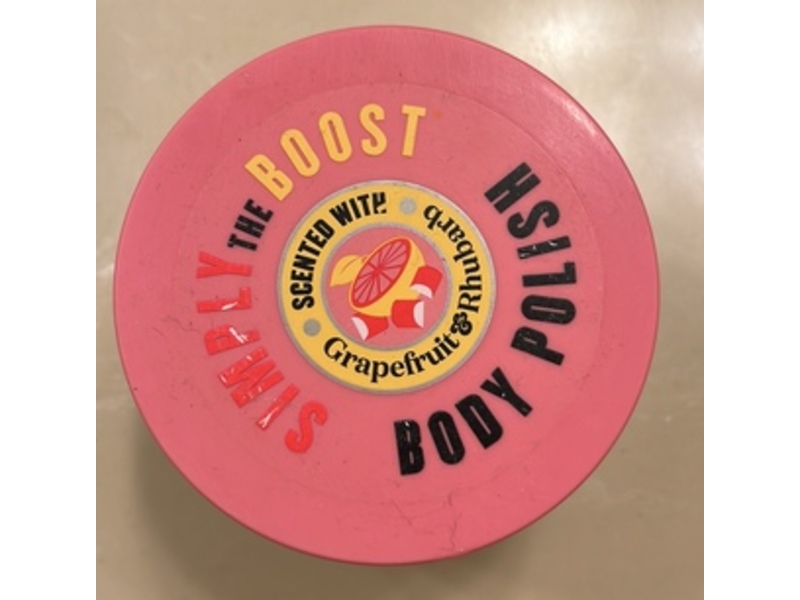 SIMPLY THE BOOST
BODY POLISH
SCENTED WITH
Grapefruit & Rhubarb